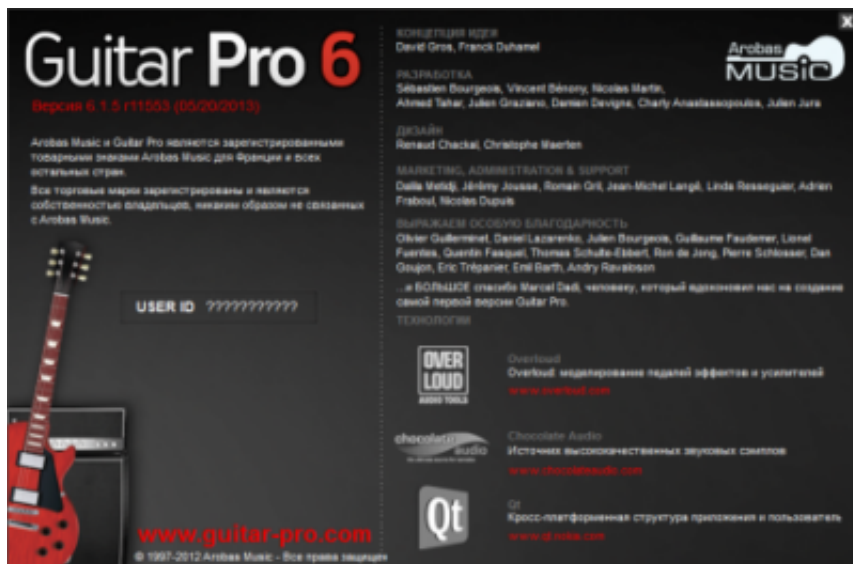 Guitar Pro 6
Версия 6.1.5 r11553 (05/20/2013)
Arobas Music и Guitar Pro являются зарегистрированными
товарными знаками Arobas Music для Франции и всех
остальных стран.
Все торговые марки зарегистрированы и являются
собственностью владельцев, никаким образом не связанных
с Arobas Music.
USER ID ???????????
www.guitar-pro.com
© 1997-2012 Arobas Music - Все права защищен
X
Arobas
MUSIC
КОНЦЕПЦИЯ ИДЕИ
David Gros, Franck Duhamel
РАЗРАБОТКА
Sébastien Bourgeois, Vincent Bénony, Nicolas Martin,
Ahmed Tahar, Julien Graziano, Damien Devigne, Charly Anastassopoulos, Julien Jura
ДИЗАЙН
Renaud Chackal, Christophe Maerten
MARKETING, ADMINISTRATION & SUPPORT
Dalila Metidji, Jérémy Jousse, Romain Gril, Jean-Michel Langé, Linda Resseguier, Adrien
Fraboul, Nicolas Dupuis
ВЫРАЖАЕМ ОСОБУЮ БЛАГОДАРНОСТЬ
Olivier Guillerminet, Daniel Lazarenko, Julien Bourgeois, Guillaume Faudemer, Lionel
Fuentes, Quentin Fasquel, Thomas Schulte-Ebbert, Ron de Jong, Pierre Schlosser, Dan
Goujon, Eric Trépanier, Emil Barth, Andry Ravaloson
...и БОЛЬШОЕ спасибо Marcel Dadi, человеку, который вдохновил нас на создание
самой первой версии Guitar Pro.
ТЕХНОЛОГИИ
OVER
LOUD
AUDIO TOOLS
Overloud
Overloud: моделирование педалей эффектов и усилителей
www.overloud.com
chocolate
audio
Chocolate Audio
Источник высококачественных звуковых сэмплов
www.chocolateaudio.com
Qt
Qt
Кросс-платформенная структура приложения и пользователь
www.qt.nokia.com